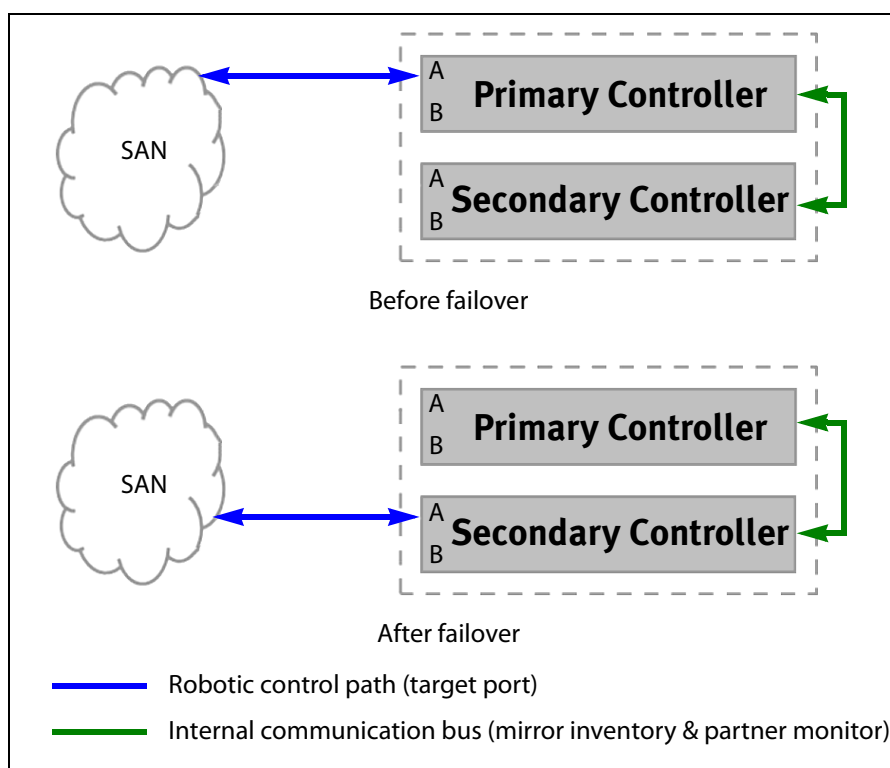 SAN
A
Primary Controller
B
A
Secondary Controller
B
Before failover
SAN
A
Primary Controller
B
A
Secondary Controller
B
After failover
Robotic control path (target port)
Internal communication bus (mirror inventory & partner monitor)